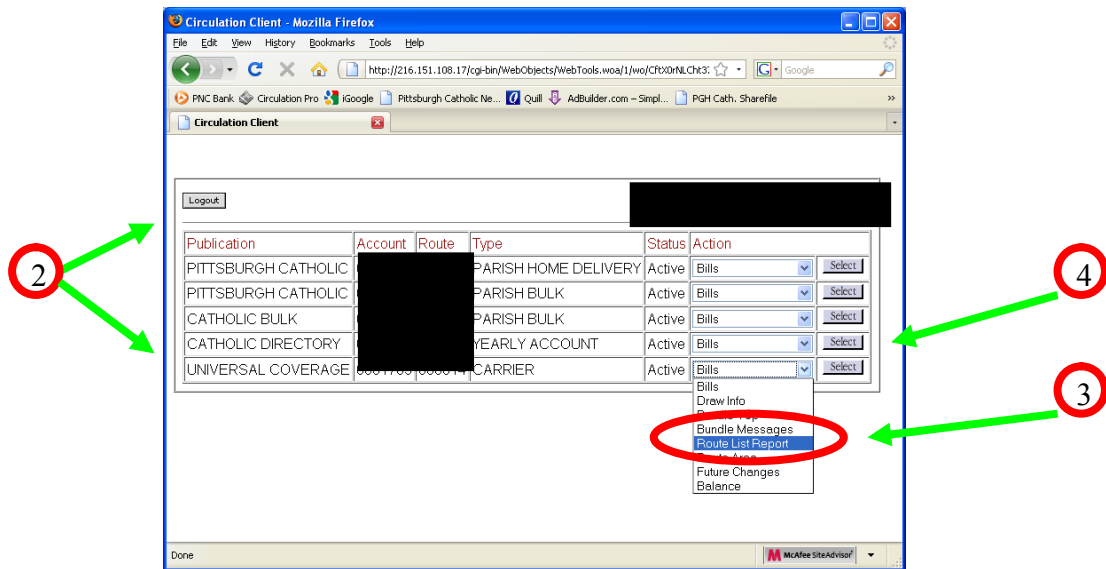 Circulation Client - Mozilla Firefox
File Edit View History Bookmarks Tools Help
http://216.151.108.17/cgi-bin/WebObjects/WebTools.woa/1/wo/CftX0rNLCht3 Google
PNC Bank Circulation Pro iGoogle Pittsburgh Catholic Ne... Quill AdBuilder.com – Simpl... PGH Cath. Sharefile »
Circulation Client
Logout
Publication Account Route Type Status Action
PITTSBURGH CATHOLIC PARISH HOME DELIVERY Active Bills Select
2
4
PITTSBURGH CATHOLIC PARISH BULK Active Bills Select
CATHOLIC BULK PARISH BULK Active Bills Select
CATHOLIC DIRECTORY YEARLY ACCOUNT Active Bills Select
UNIVERSAL COVERAGE CARRIER Active Bills Select
Bills
Draw Info
Bundle Messages
3
Route List Report
Future Changes
Balance
Done McAfee SiteAdvisor